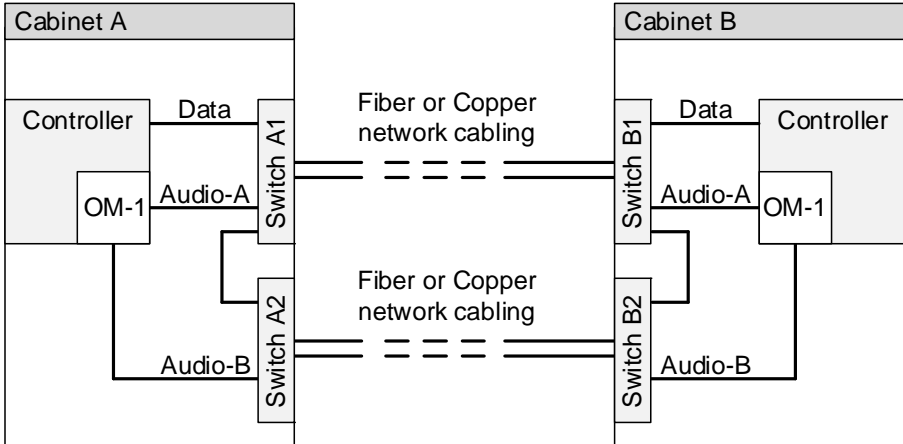 Cabinet A
Cabinet B
Controller
Data
Switch A1
Fiber or Copper
network cabling
Switch B1
Data
Controller
OM-1
Audio-A
Audio-A
OM-1
Switch A2
Fiber or Copper
network cabling
Switch B2
Audio-B
Audio-B